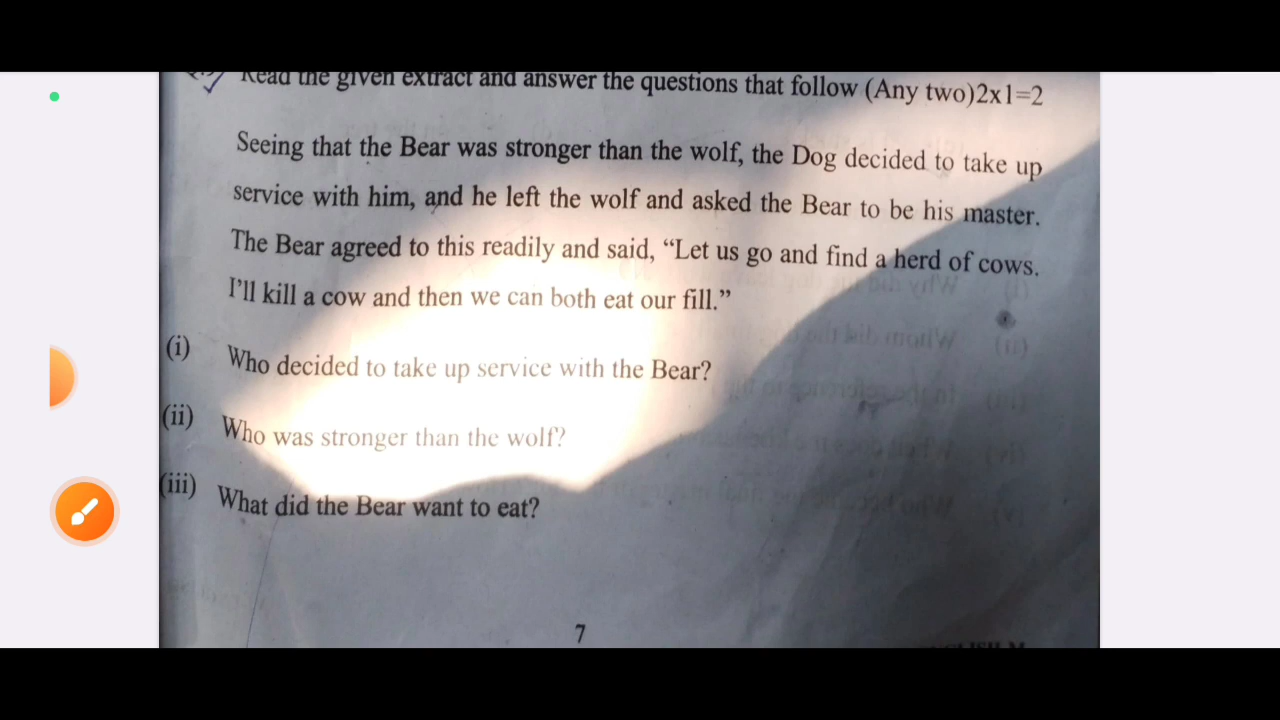 Read the given extract and answer the questions that follow (Any two)2x1=2
Seeing that the Bear was stronger than the wolf, the Dog decided to take up
service with him, and he left the wolf and asked the Bear to be his master.
The Bear agreed to this readily and said, “Let us go and find a herd of cows.
I’ll kill a cow and then we can both eat our fill.”
(i) Who decided to take up service with the Bear?
(ii) Who was stronger than the wolf?
(iii) What did the Bear want to eat?
7